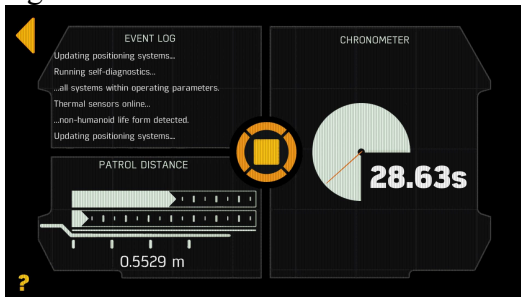 EVENT LOG
Updating positioning systems...
Running self-diagnostics...
...all systems within operating parameters.
Thermal sensors online...
...non-humanoid life form detected.
Updating positioning systems...
PATROL DISTANCE
0.5529 m
?
CHRONOMETER
28.63s